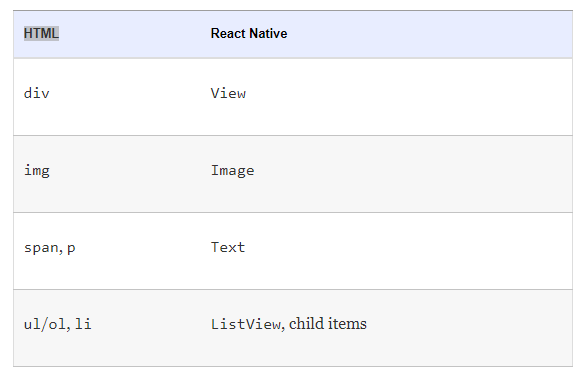 HTML React Native
div View
img Image
span, p Text
ul/ol, li ListView, child items